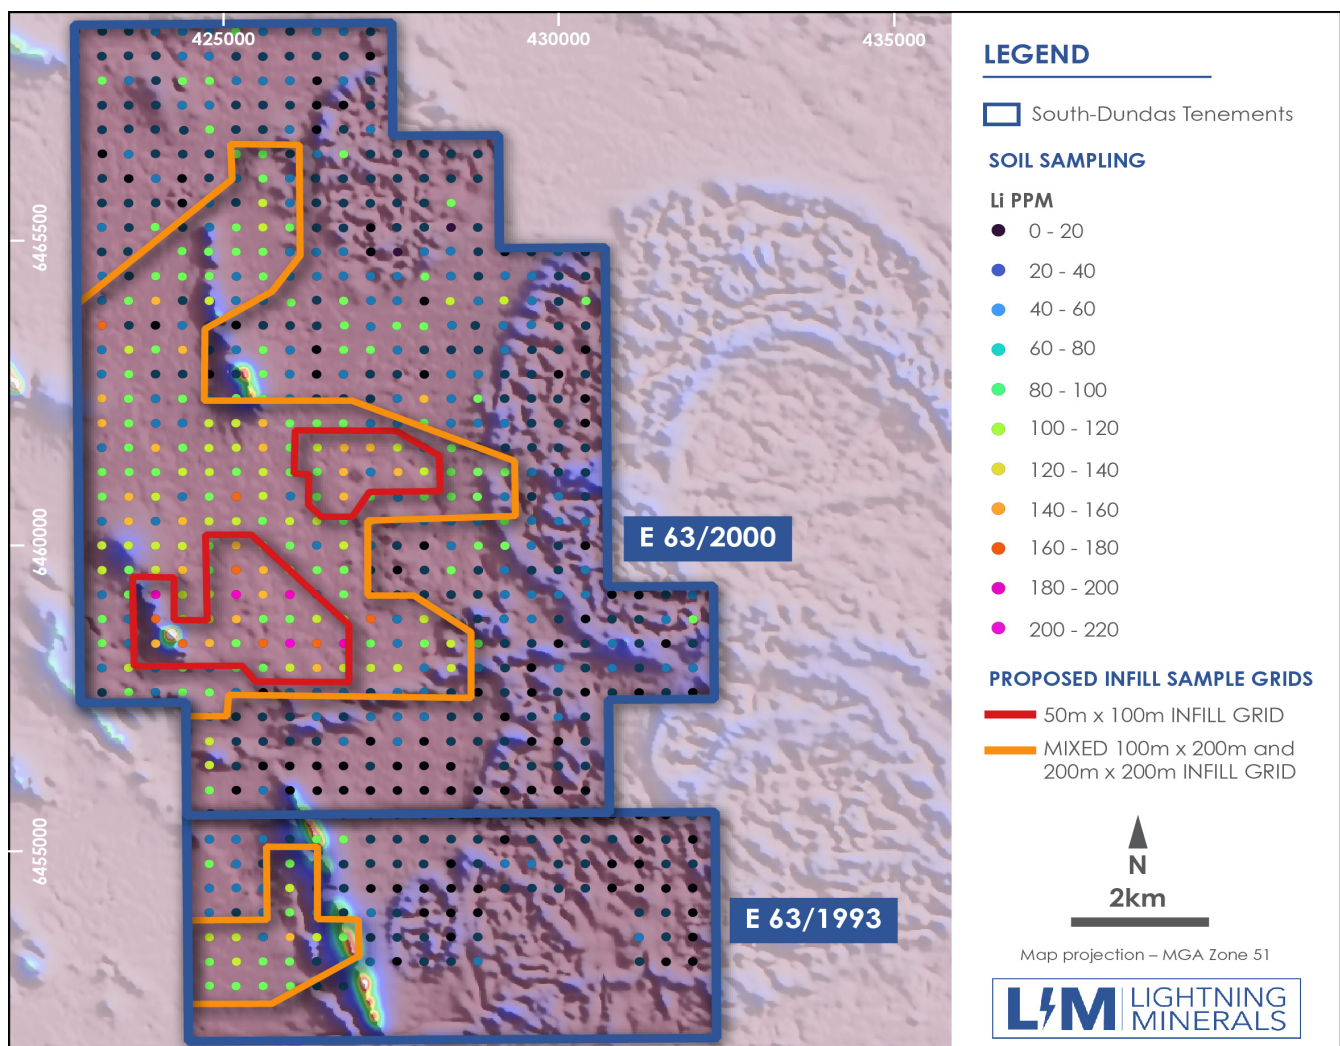 425000
430000
435000
6465500
6460000
6455000
E 63/2000
E 63/1993
LEGEND
South-Dundas Tenements
SOIL SAMPLING
Li PPM
0 - 20
20 - 40
40 - 60
60 - 80
80 - 100
100 - 120
120 - 140
140 - 160
160 - 180
180 - 200
200 - 220
PROPOSED INFILL SAMPLE GRIDS
50m x 100m INFILL GRID
MIXED 100m x 200m and
200m x 200m INFILL GRID
N
2km
Map projection – MGA Zone 51
LM LIGHTNING
MINERALS